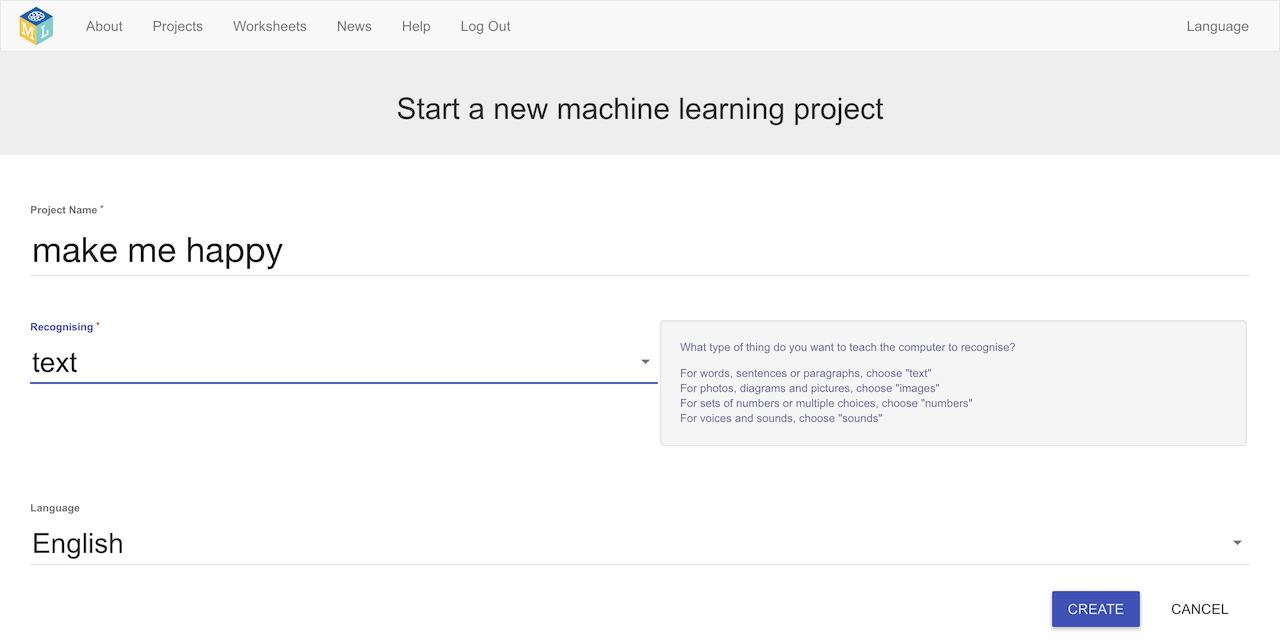 M L
About Projects Worksheets News Help Log Out Language
Start a new machine learning project
Project Name *
make me happy
Recognising *
text
What type of thing do you want to teach the computer to recognise?
For words, sentences or paragraphs, choose "text"
For photos, diagrams and pictures, choose "images"
For sets of numbers or multiple choices, choose "numbers"
For voices and sounds, choose "sounds"
Language
English
CREATE CANCEL